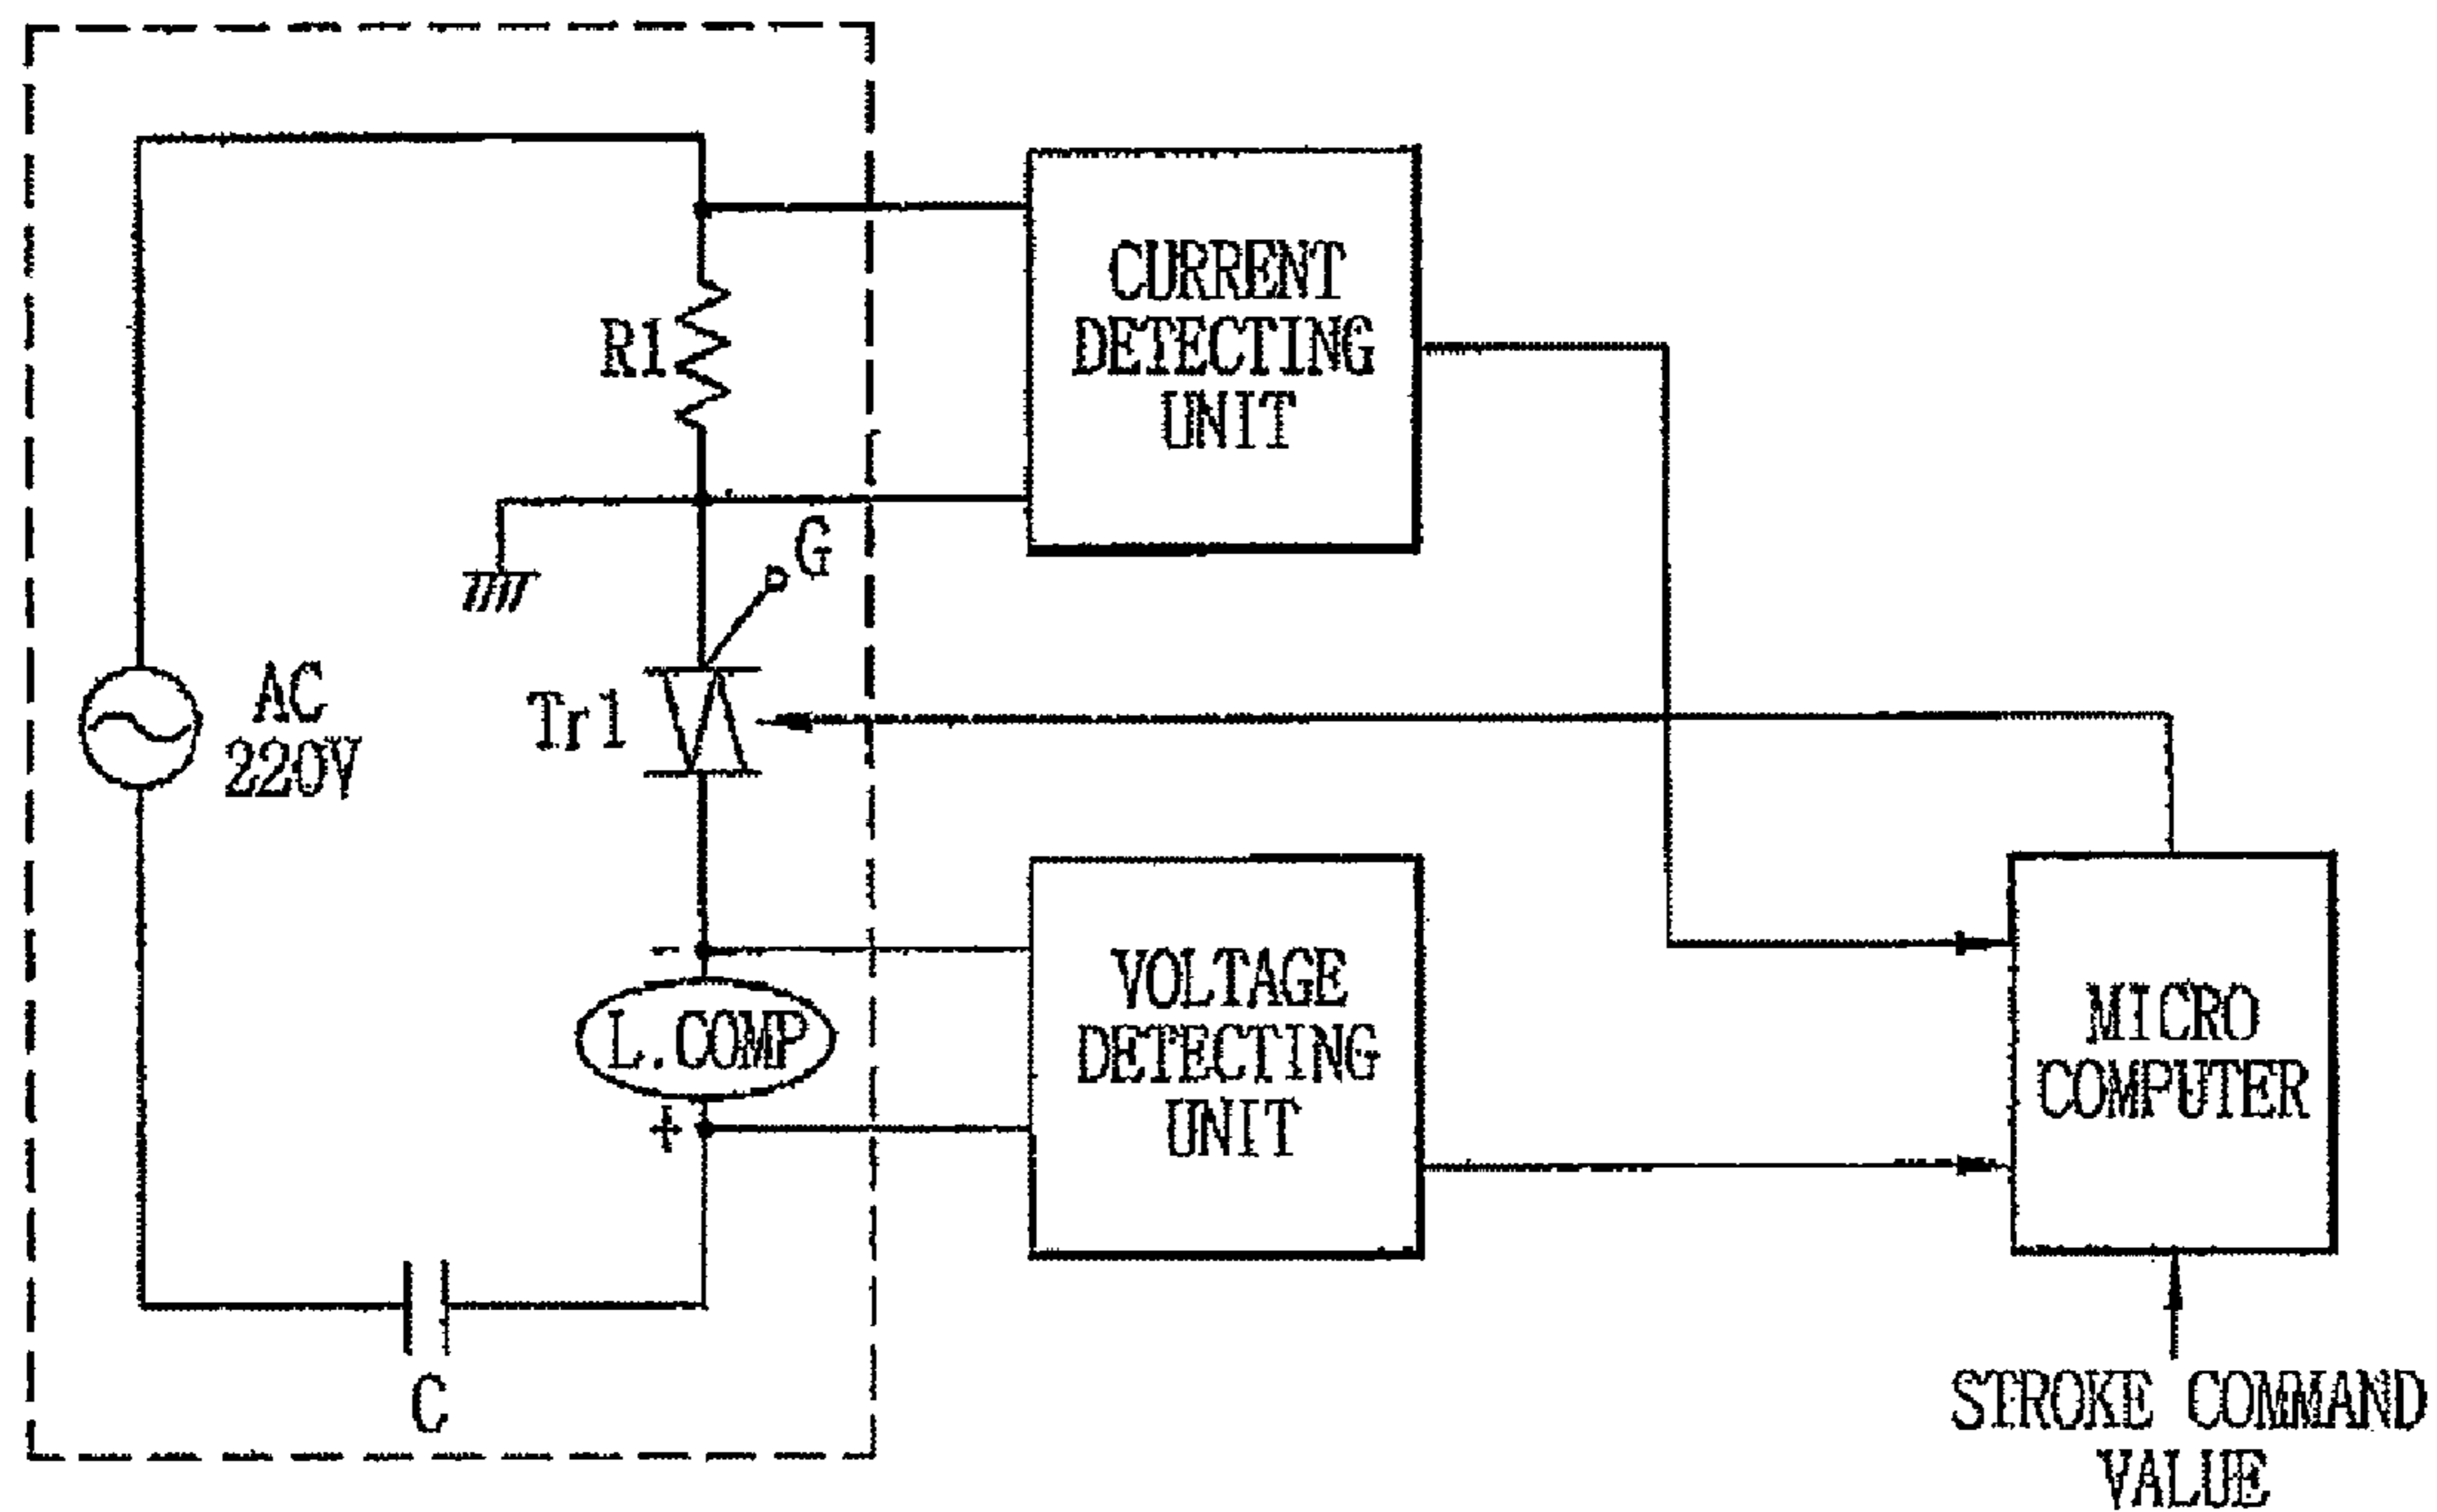 CURRENT
DETECTING
UNIT
R1
G
AC
220V
Tr1
-
L.COMP
+
VOLTAGE
DETECTING
UNIT
MICRO
COMPUTER
C
STROKE COMMAND
VALUE